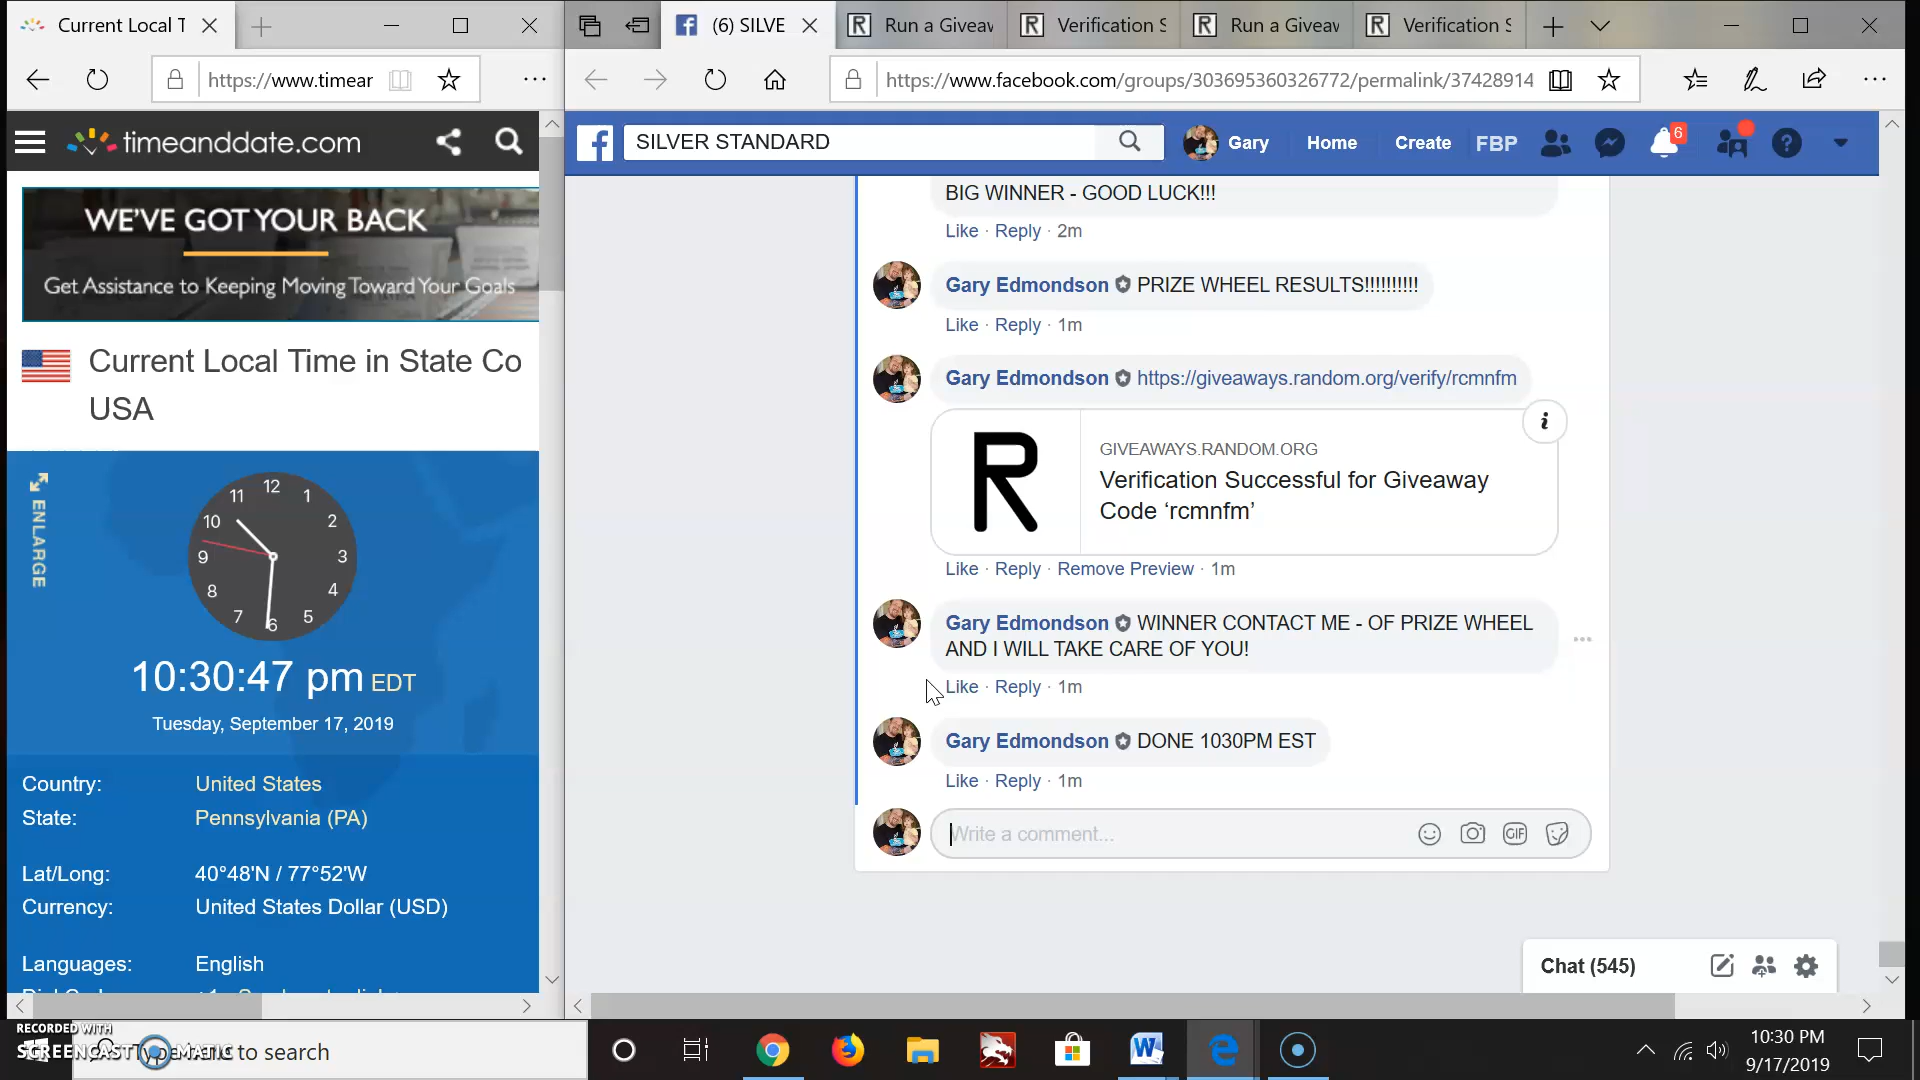 Current Local T
https://www.timear
timeanddate.com
WE'VE GOT YOUR BACK
Get Assistance to Keeping Moving Toward Your Goals
Current Local Time in State Co
USA
ENLARGE
12
11
1
10
2
9
3
8
4
7
5
6
10:30:47 pm EDT
Tuesday, September 17, 2019
Country: United States
State: Pennsylvania (PA)
Lat/Long: 40°48'N / 77°52'W
Currency: United States Dollar (USD)
Languages: English
(6) SILVE
Run a Giveav
Verification S
Run a Giveav
Verification S
https://www.facebook.com/groups/303695360326772/permalink/37428914
SILVER STANDARD
Gary Home Create FBP 6
BIG WINNER - GOOD LUCK!!!
Like · Reply · 2m
Gary Edmondson PRIZE WHEEL RESULTS!!!!!!!!!!
Like · Reply · 1m
Gary Edmondson https://giveaways.random.org/verify/rcmnfm
R
GIVEAWAYS.RANDOM.ORG
Verification Successful for Giveaway
Code ‘rcmnfm’
Like · Reply · Remove Preview · 1m
Gary Edmondson WINNER CONTACT ME - OF PRIZE WHEEL
AND I WILL TAKE CARE OF YOU!
Like · Reply · 1m
Gary Edmondson DONE 1030PM EST
Like · Reply · 1m
Write a comment...
GIF
Chat (545)
RECORDED WITH
SCREENCAST MATIC
to search
10:30 PM
9/17/2019